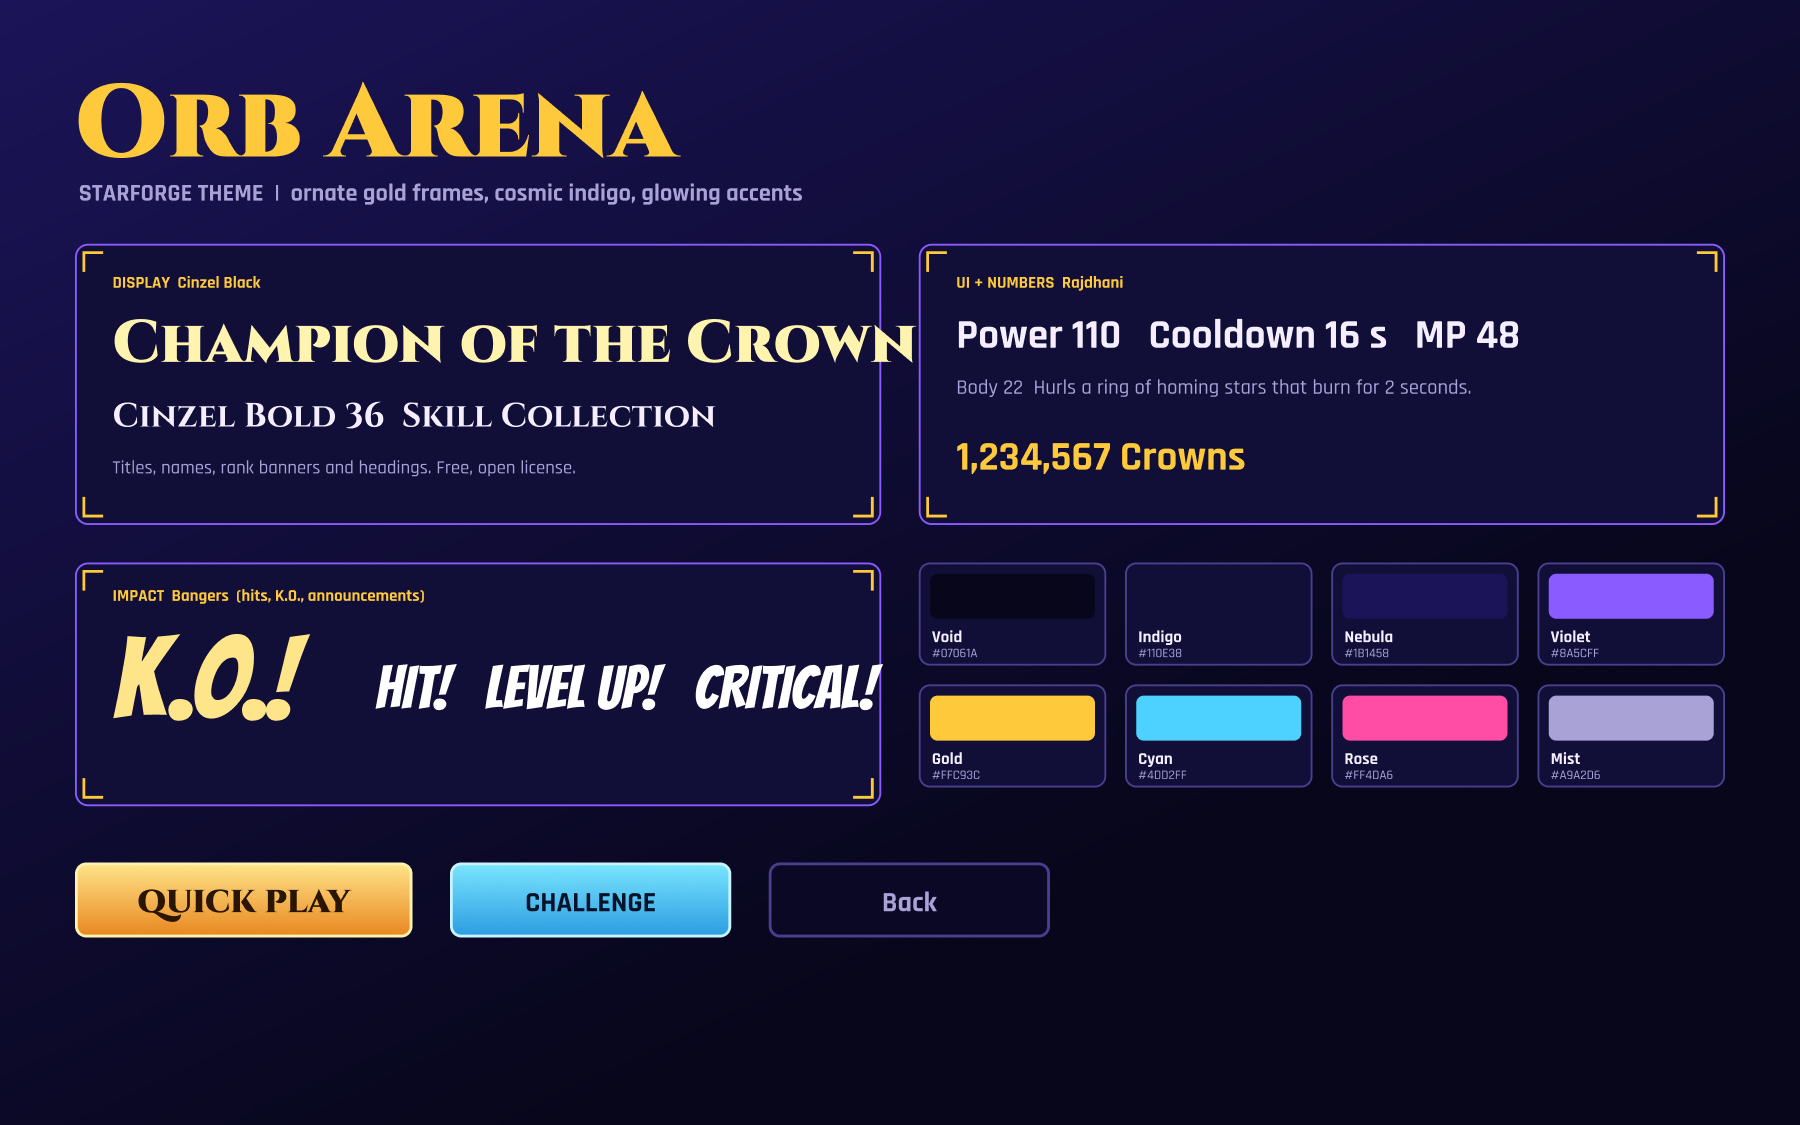 Orb Arena
STARFORGE THEME | ornate gold frames, cosmic indigo, glowing accents
DISPLAY Cinzel Black
Champion of the Crown
Cinzel Bold 36 Skill Collection
Titles, names, rank banners and headings. Free, open license.
UI + NUMBERS Rajdhani
Power 110 Cooldown 16 s MP 48
Body 22 Hurls a ring of homing stars that burn for 2 seconds.
1,234,567 Crowns
IMPACT Bangers (hits, K.O., announcements)
K.O.! HIT! LEVEL UP! CRITICAL!
Void Indigo Nebula Violet
#07061A #110E38 #1B1458 #8A5CFF
Gold Cyan Rose Mist
#FFC93C #4DD2FF #FF4DA6 #A9A2D6
QUICK PLAY CHALLENGE Back